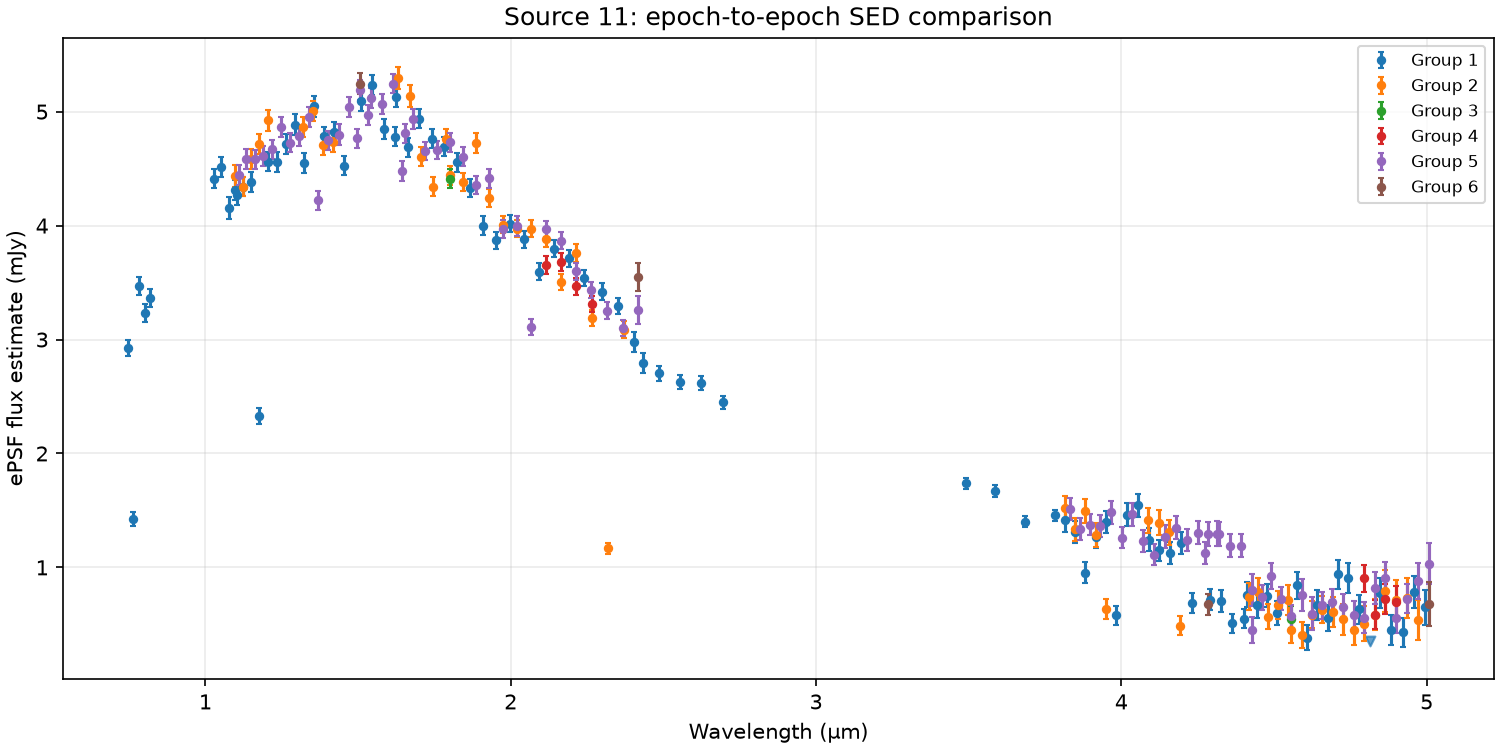 Source 11: epoch-to-epoch SED comparison
Group 1
Group 2
Group 3
Group 4
Group 5
Group 6
ePSF flux estimate (mJy)
5
4
3
2
1
1 2 3 4 5
Wavelength (μm)